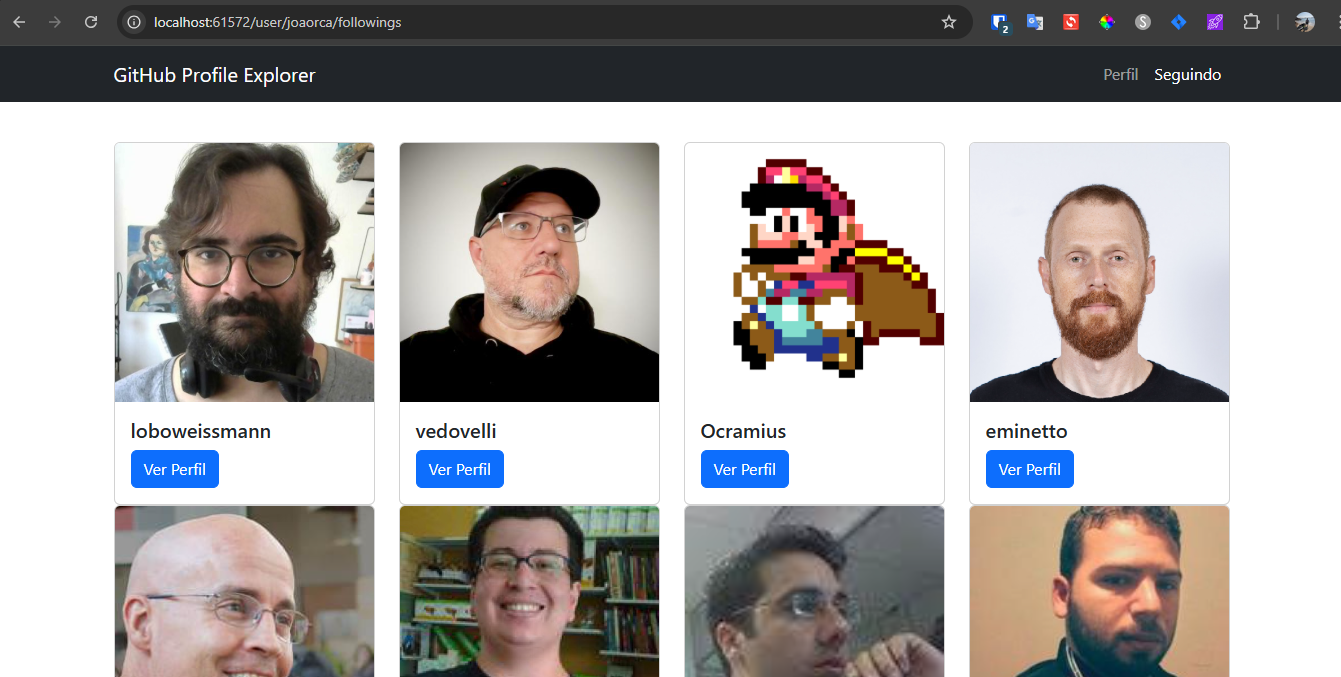 localhost:61572/user/joaorca/followings
2
S
GitHub Profile Explorer
Perfil
Seguindo
loboweissmann
vedovelli
Ocramius
eminetto
Ver Perfil
Ver Perfil
Ver Perfil
Ver Perfil